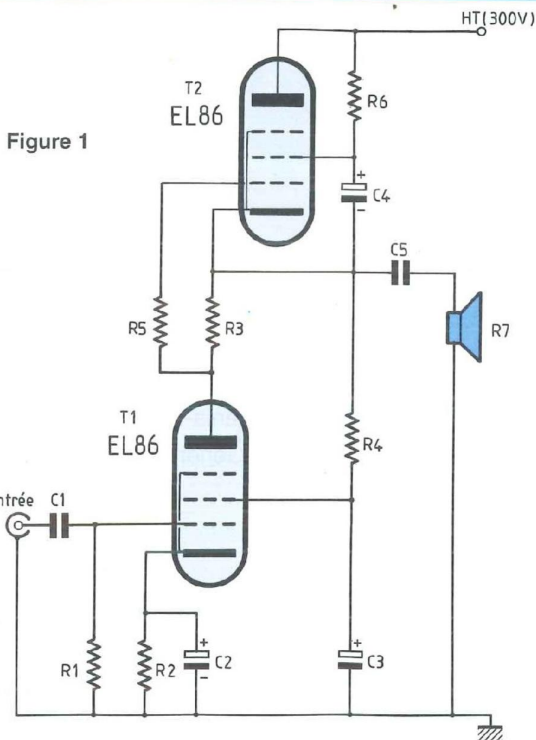 HT(300V)
T2
EL86
R6
Figure 1
C4
C5
R5
R3
R7
T1
EL86
R4
ntrée
C1
R1
R2
C2
C3
+
-
+
-
+